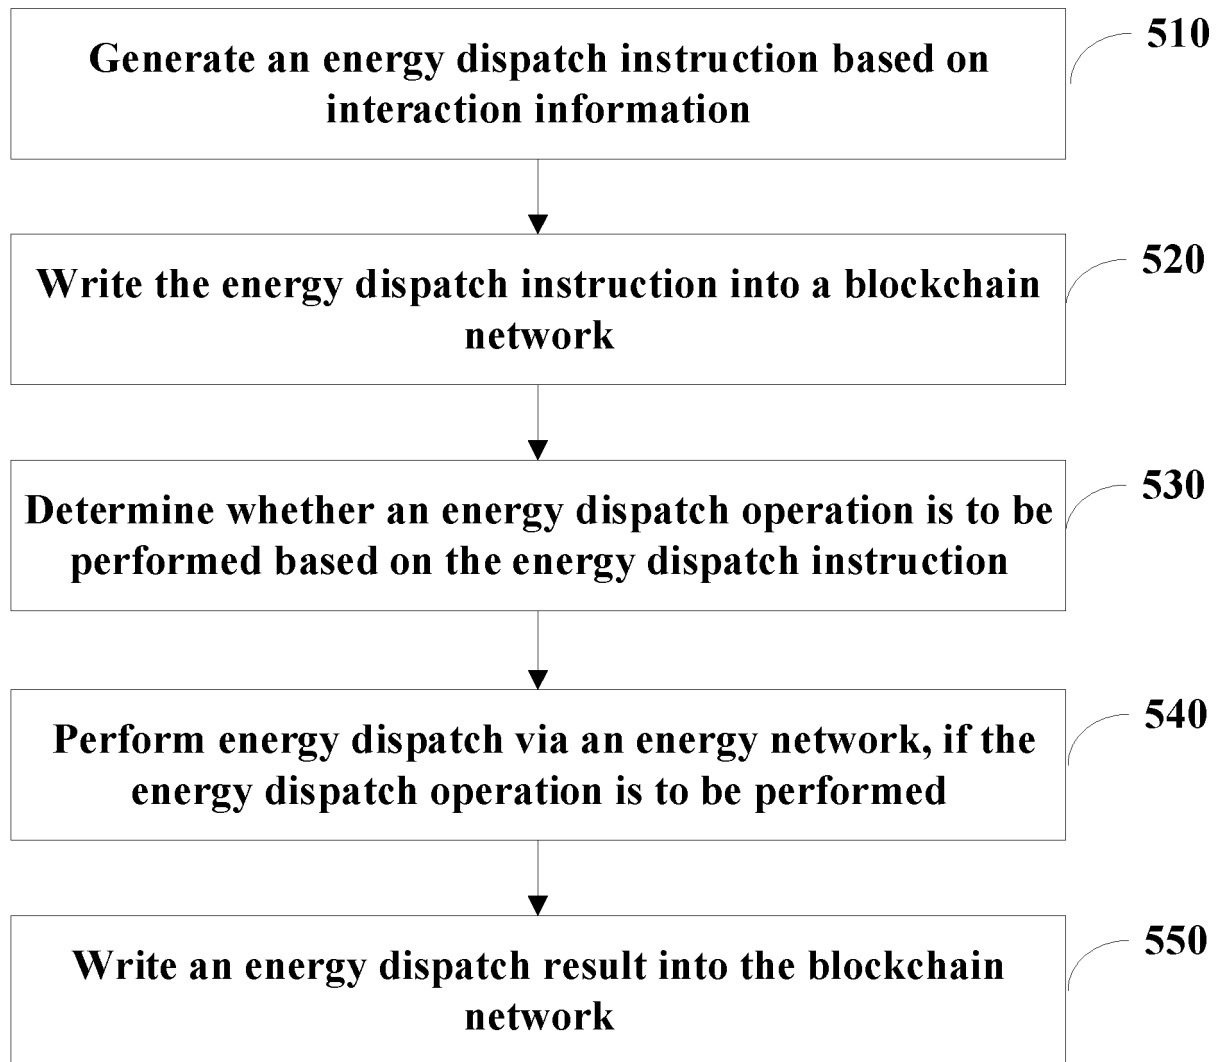 Generate an energy dispatch instruction based on
interaction information
510
Write the energy dispatch instruction into a blockchain
network
520
Determine whether an energy dispatch operation is to be
performed based on the energy dispatch instruction
530
Perform energy dispatch via an energy network, if the
energy dispatch operation is to be performed
540
Write an energy dispatch result into the blockchain
network
550